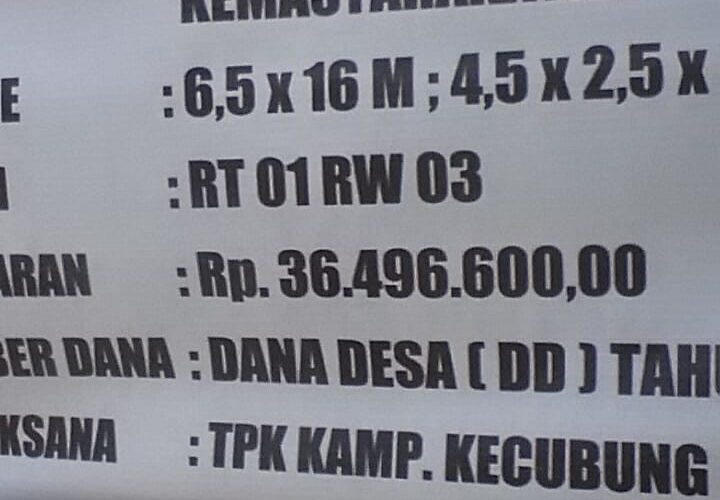 E : 6,5 x 16 M ; 4,5 x 2,5 x
: RT 01 RW 03
ARAN : Rp. 36.496.600,00
BER DANA : DANA DESA ( DD ) TAHU
KSANA : TPK KAMP. KECUBUNG